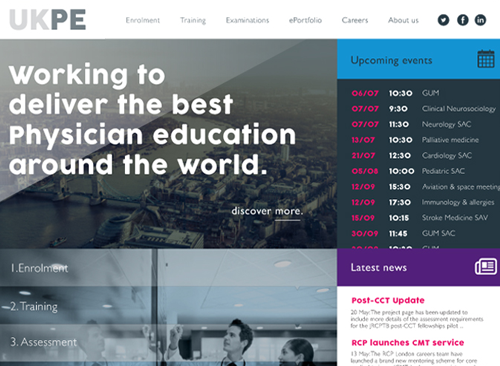 UKPE
Enrolment Training Examinations ePortfolio Careers About us
Working to
deliver the best
Physician education
around the world.
discover more.
1.Enrolment
2. Training
3. Assessment
Upcoming events
06/07 10:30 GUM
07/07 9:30 Clinical Neurosociology
07/07 11:30 Neurology SAC
13/07 10:30 Palliative medicine
21/07 12:30 Cardiology SAC
05/08 10:00 Pediatric SAC
12/09 15:30 Aviation & space meeting
12/09 17:30 Immunology & allergies
15/09 10:15 Stroke Medicine SAV
30/09 11:45 GUM SAC
10:30 GUM
Latest news
Post-CCT Update
20 May: The project page has been updated to
include more details of the assessment requirements
for the JRCPTB post-CCT fellowships pilot ...
RCP launches CMT service
13 May: The RCP London careers team have
launched a brand new mentoring scheme for core